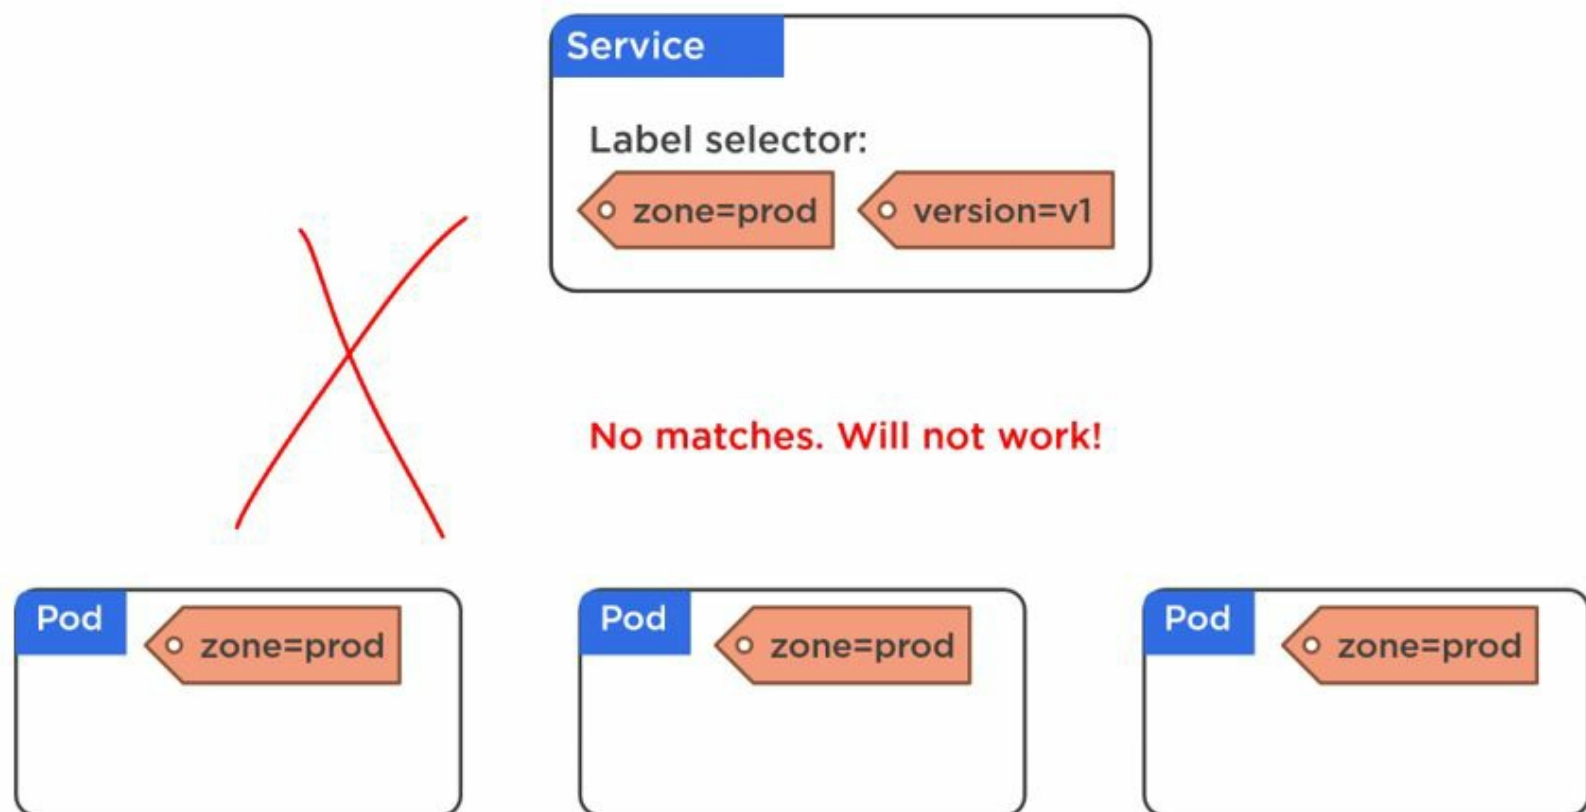 Service
Label selector:
zone=prod version=v1
No matches. Will not work!
Pod zone=prod
Pod zone=prod
Pod zone=prod